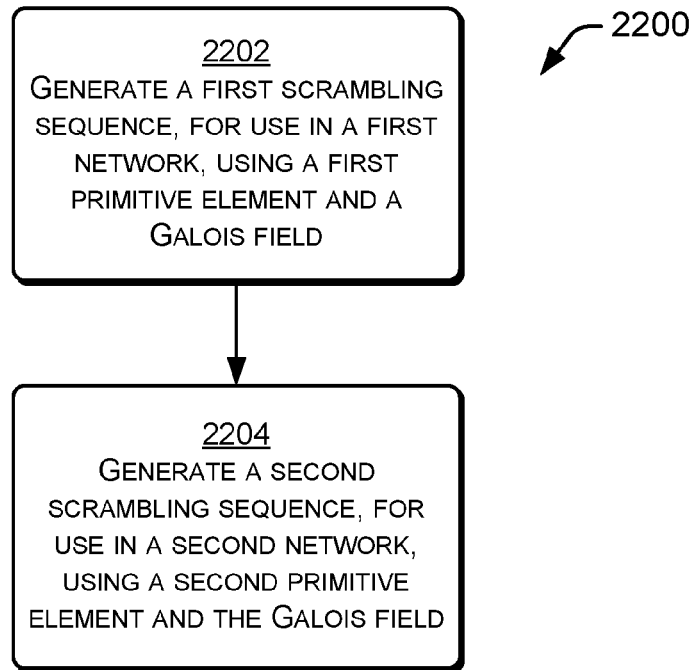 2200
2202
GENERATE A FIRST SCRAMBLING
SEQUENCE, FOR USE IN A FIRST
NETWORK, USING A FIRST
PRIMITIVE ELEMENT AND A
GALOIS FIELD
2204
GENERATE A SECOND
SCRAMBLING SEQUENCE, FOR
USE IN A SECOND NETWORK,
USING A SECOND PRIMITIVE
ELEMENT AND THE GALOIS FIELD